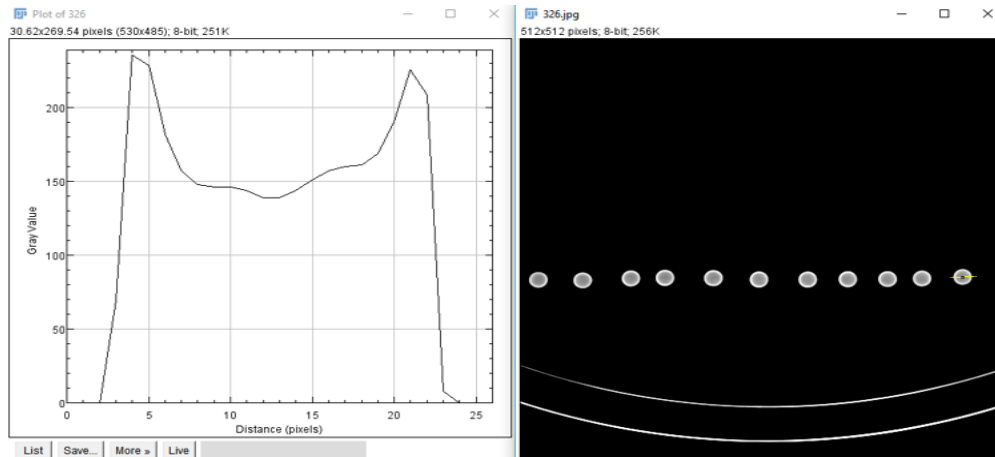 Plot of 326
30.62x269.54 pixels (530x485); 8-bit; 251K
Gray Value
200
150
100
50
0
0 5 10 15 20 25
Distance (pixels)
List Save... More » Live
326.jpg
512x512 pixels; 8-bit; 256K